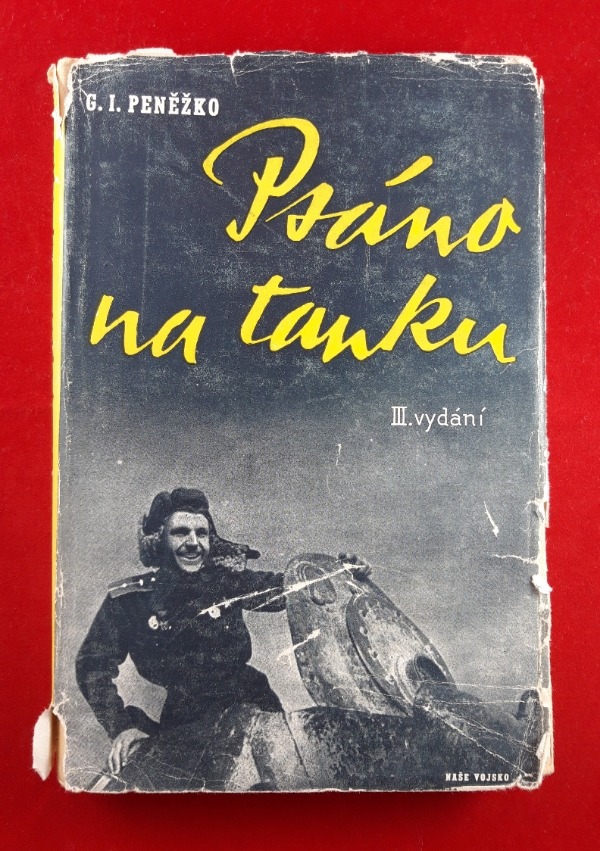 G. I. PENĚŽKO
Psáno
na tanku
III. vydání
NAŠE VOJSKO